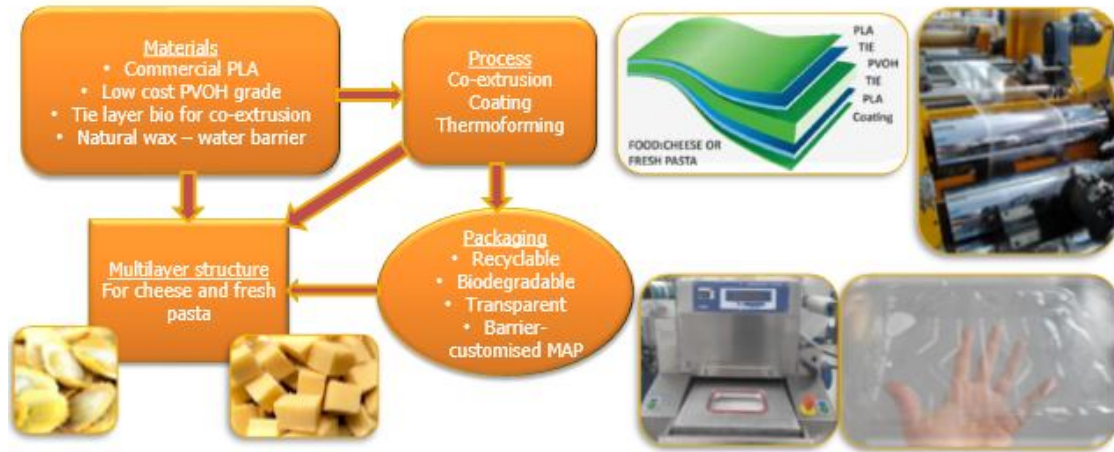 Materials
• Commercial PLA
• Low cost PVOH grade
• Tie layer bio for co-extrusion
• Natural wax – water barrier
Process
Co-extrusion
Coating
Thermoforming
PLA
TIE
PVOH
TIE
PLA
Coating
FOOD:CHEESE OR
FRESH PASTA
Multilayer structure
For cheese and fresh
pasta
Packaging
• Recyclable
• Biodegradable
• Transparent
• Barrier-
customised MAP